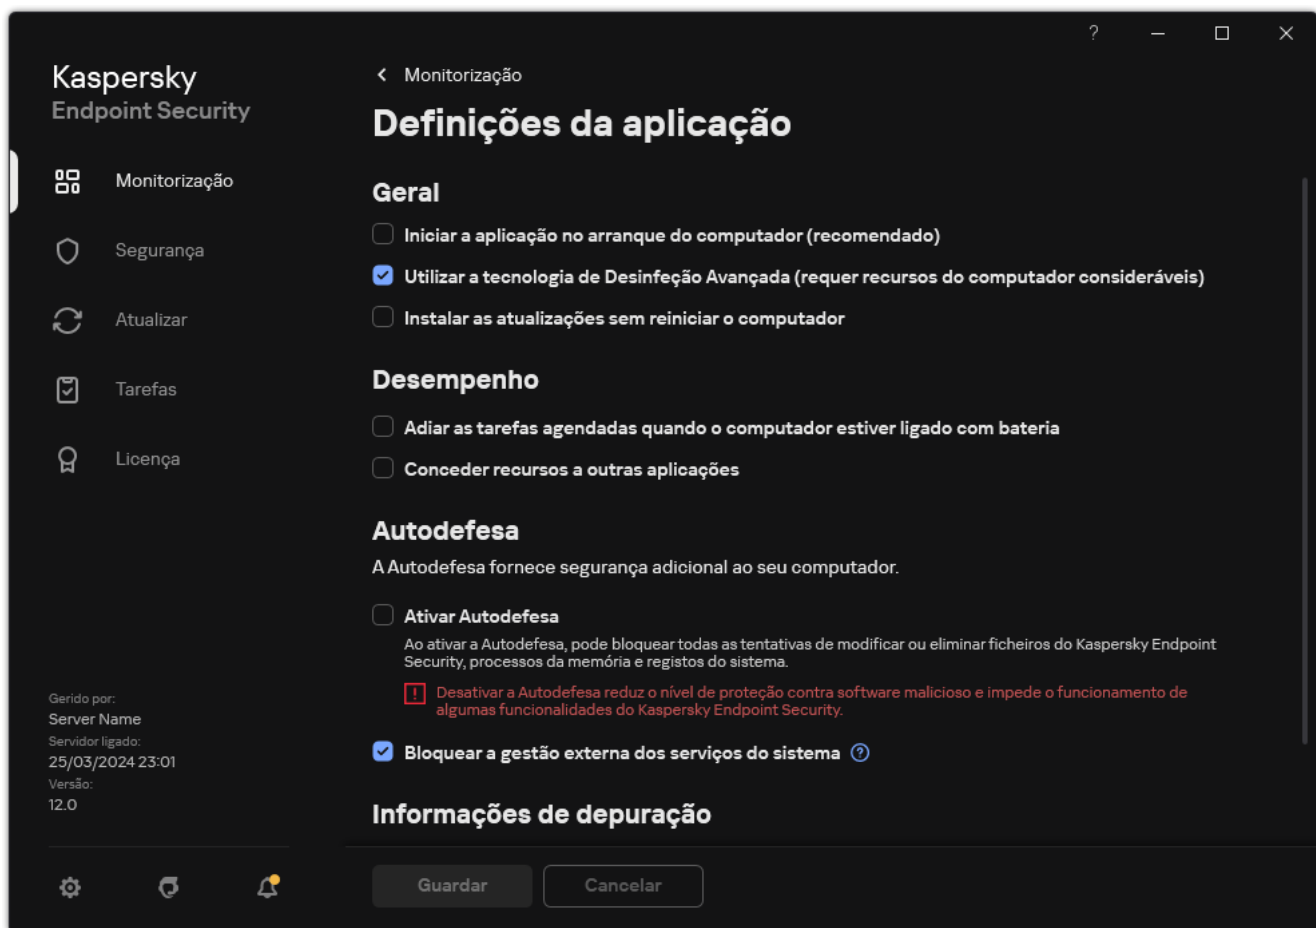 Kaspersky
Endpoint Security
Monitorização
Segurança
Atualizar
Tarefas
Licença
Gerido por:
Server Name
Servidor ligado:
25/03/2024 23:01
Versão:
12.0
?
Monitorização
Definições da aplicação
Geral
Iniciar a aplicação no arranque do computador (recomendado)
Utilizar a tecnologia de Desinfeção Avançada (requer recursos do computador consideráveis)
Instalar as atualizações sem reiniciar o computador
Desempenho
Adiar as tarefas agendadas quando o computador estiver ligado com bateria
Conceder recursos a outras aplicações
Autodefesa
A Autodefesa fornece segurança adicional ao seu computador.
Ativar Autodefesa
Ao ativar a Autodefesa, pode bloquear todas as tentativas de modificar ou eliminar ficheiros do Kaspersky Endpoint
Security, processos da memória e registos do sistema.
Desativar a Autodefesa reduz o nível de proteção contra software malicioso e impede o funcionamento de
algumas funcionalidades do Kaspersky Endpoint Security.
Bloquear a gestão externa dos serviços do sistema
Informações de depuração
Guardar
Cancelar